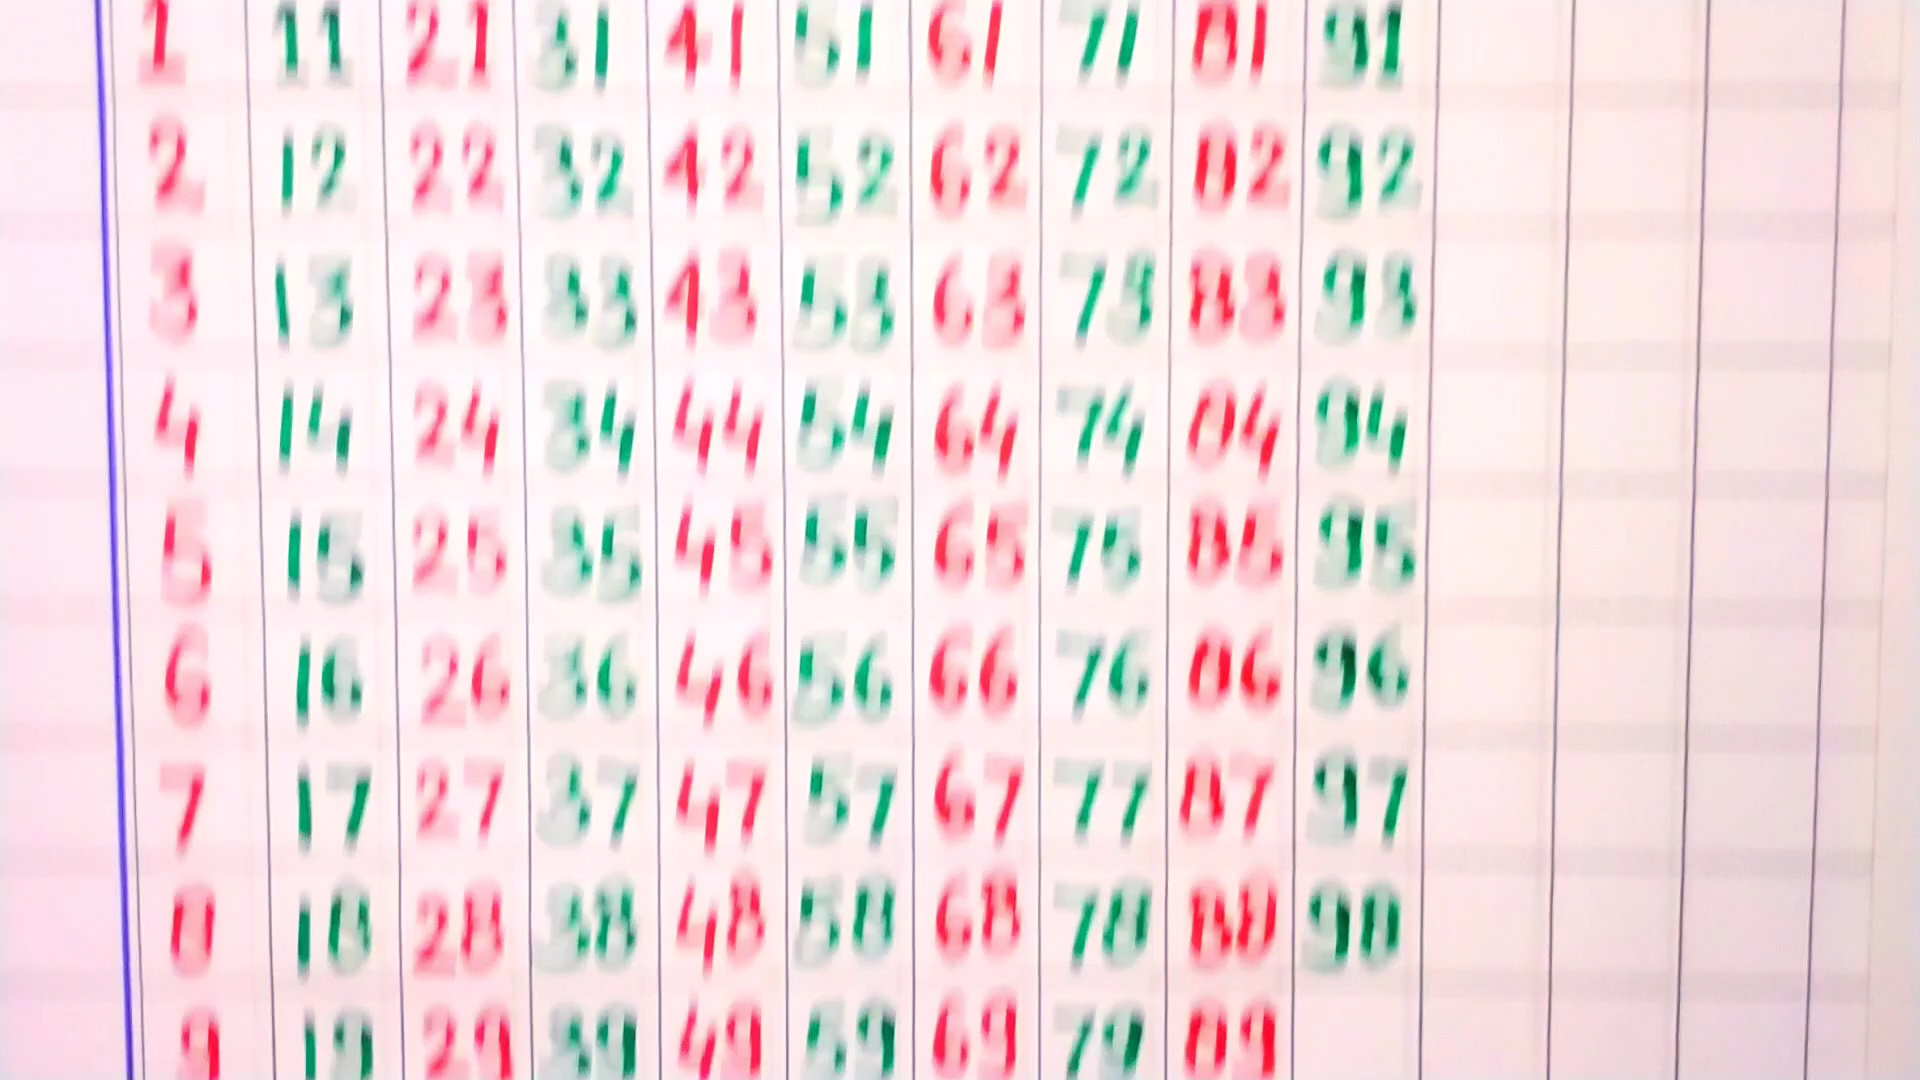 1 11 21 31 41 51 61 71 81 91
2 12 22 32 42 52 62 72 82 92
3 13 23 33 43 53 63 73 83 93
4 14 24 34 44 54 64 74 84 94
5 15 25 35 45 55 65 75 85 95
6 16 26 36 46 56 66 76 86 96
7 17 27 37 47 57 67 77 87 97
8 18 28 38 48 58 68 78 88 98
9 19 29 39 49 59 69 79 89